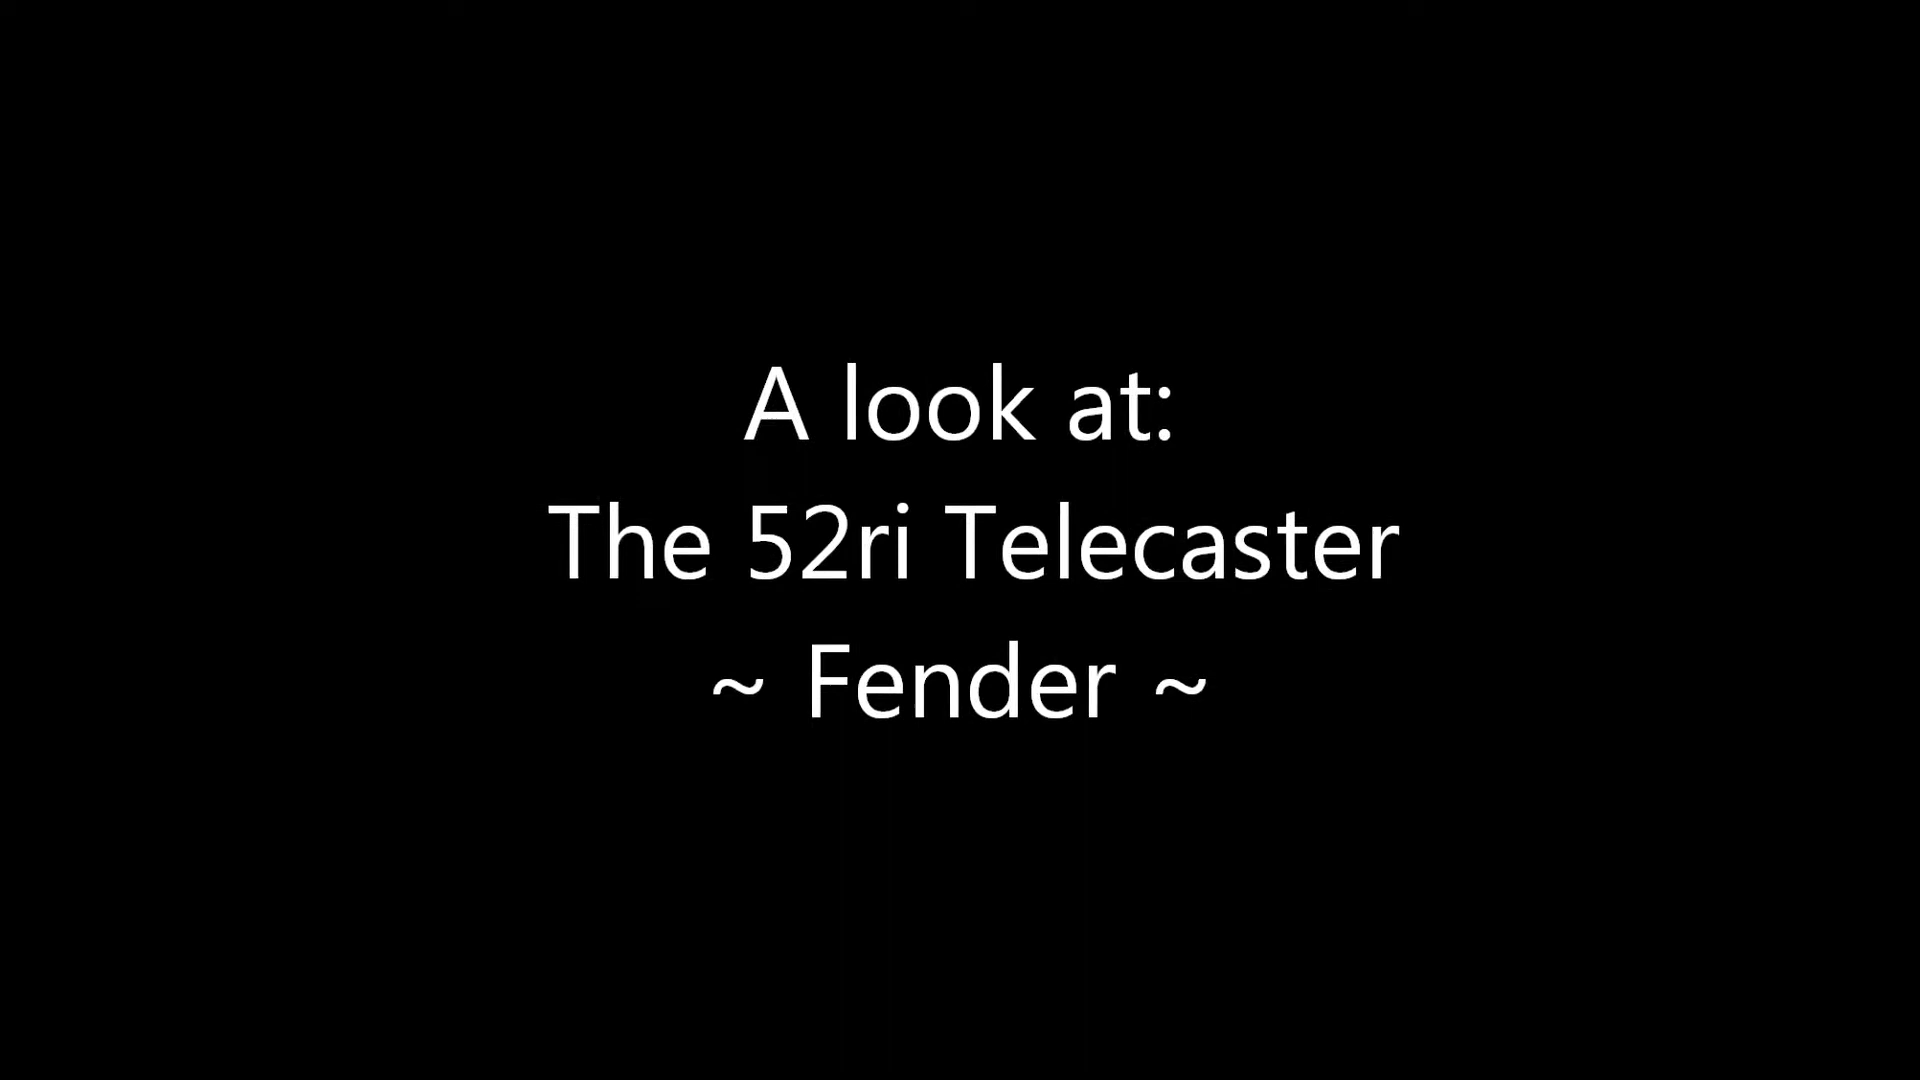 A look at:
The 52ri Telecaster
~ Fender ~